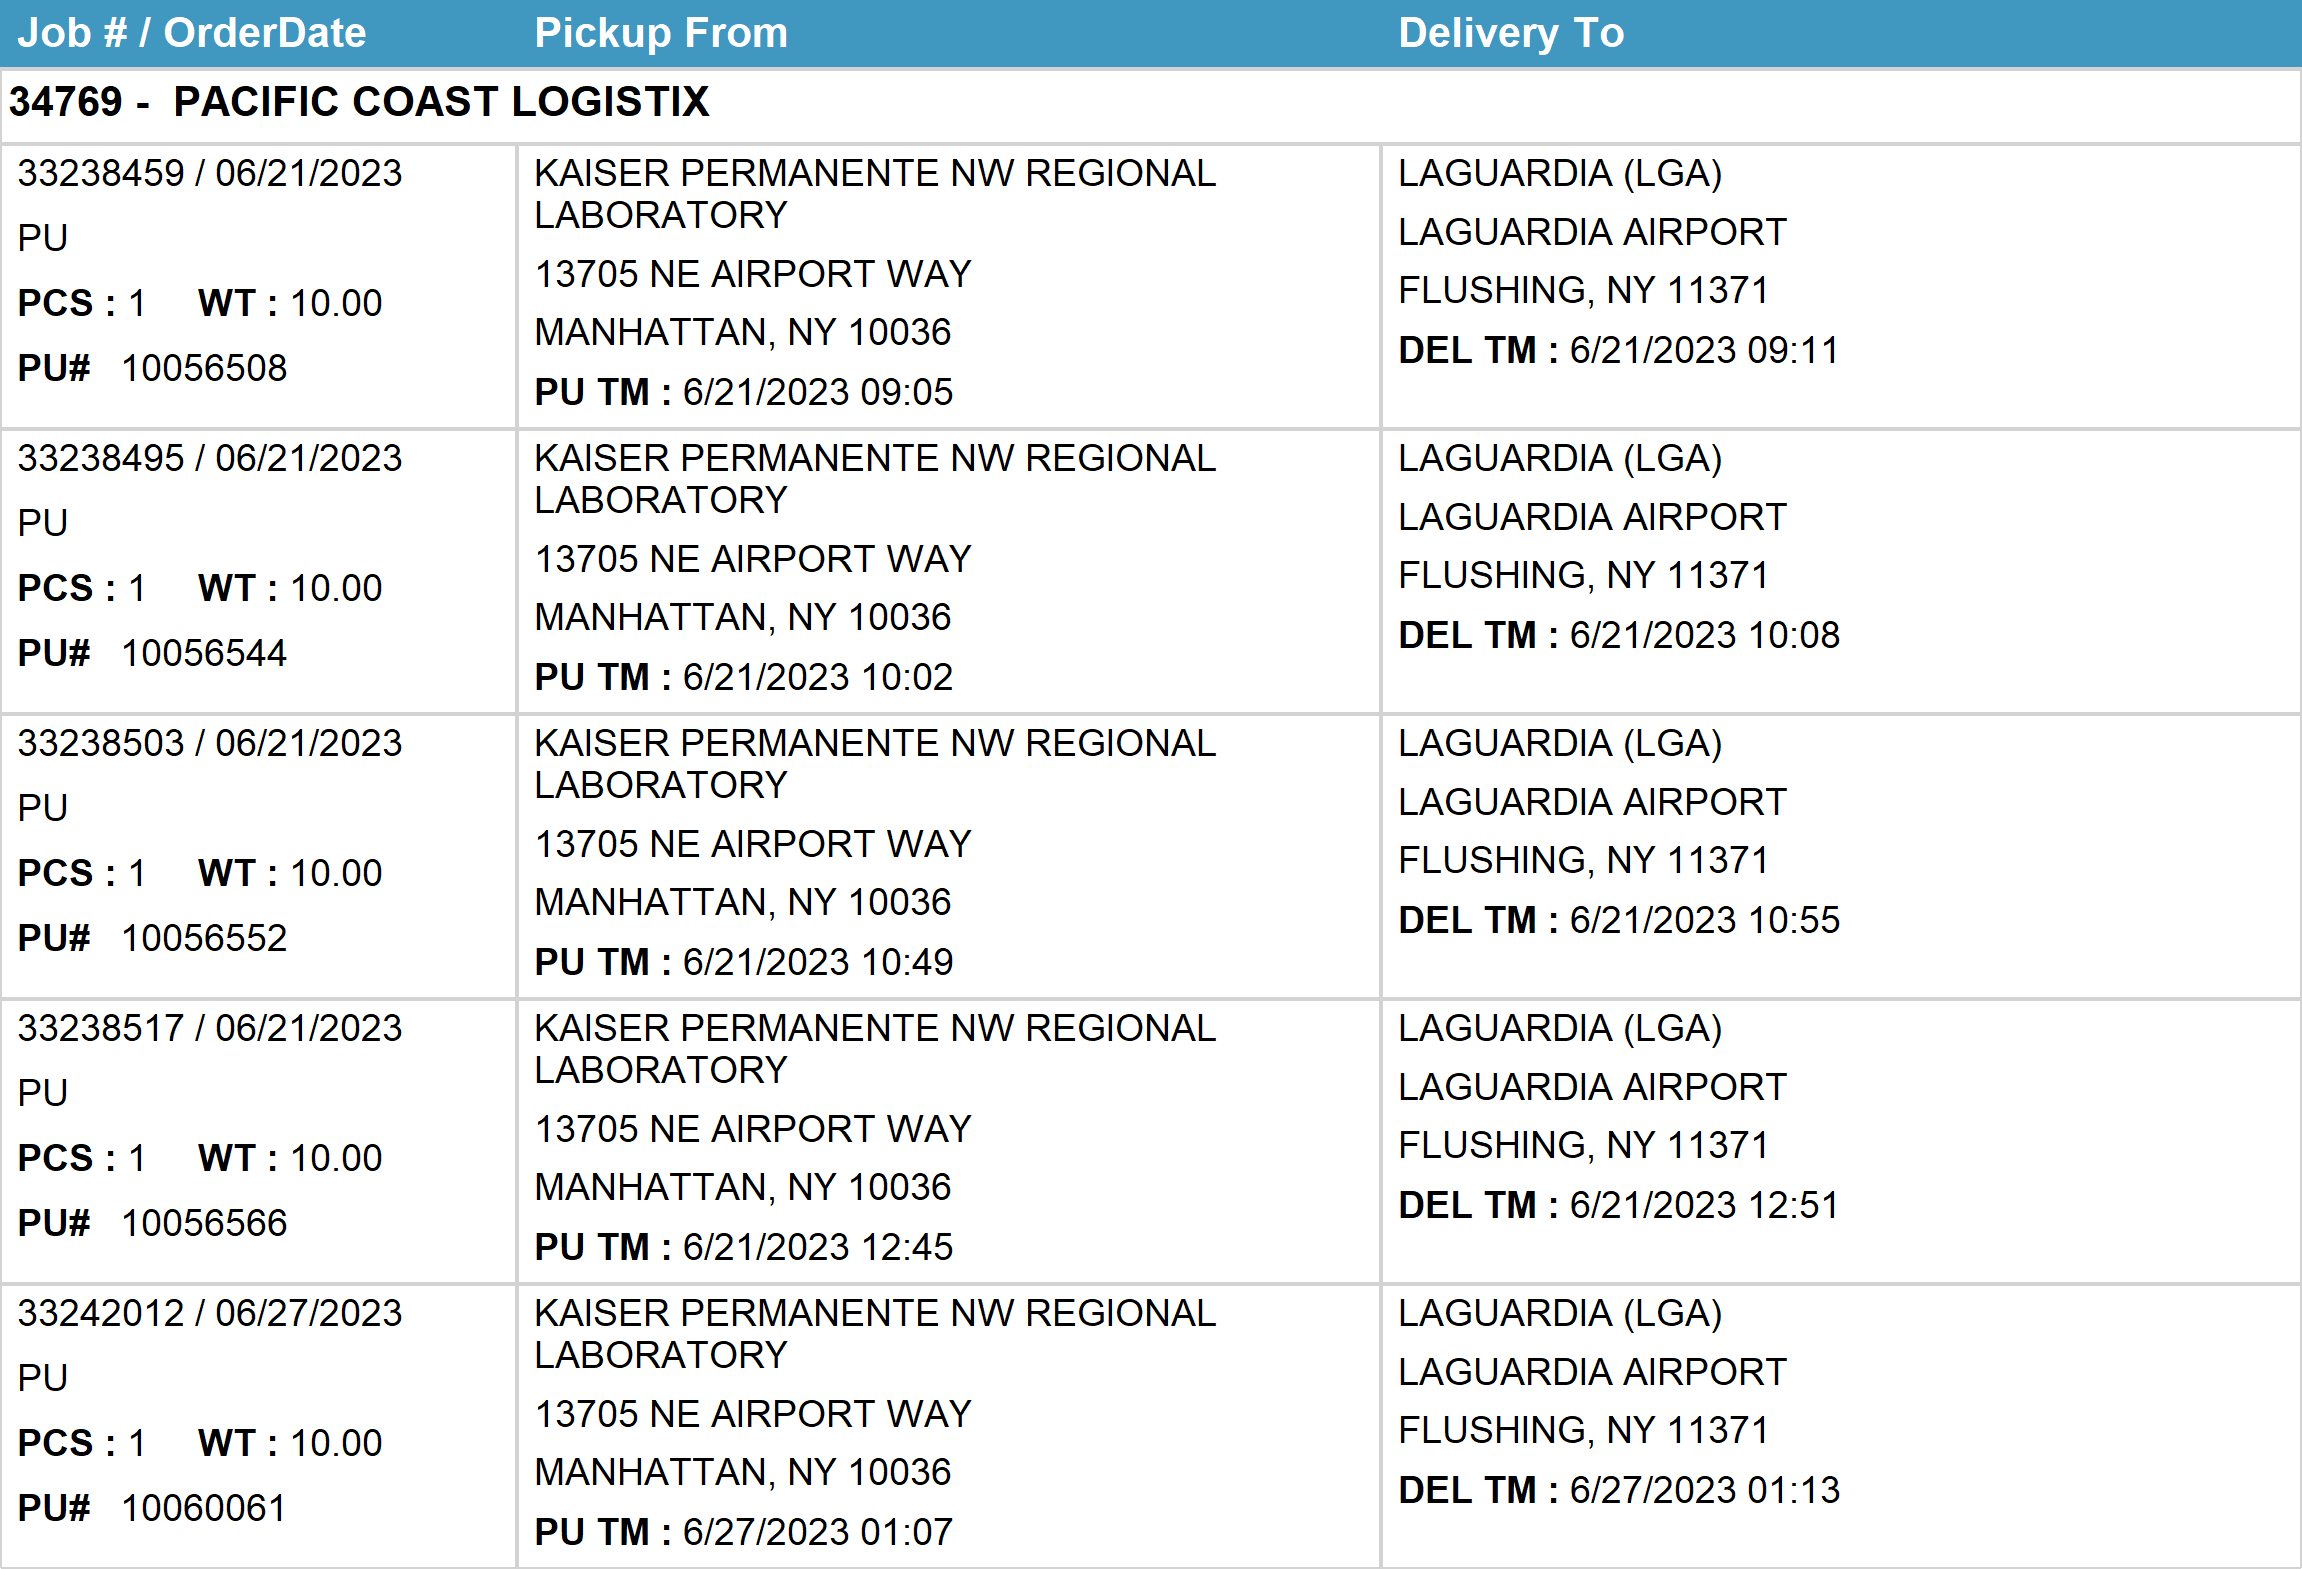 Job # / OrderDate Pickup From Delivery To
34769 - PACIFIC COAST LOGISTIX
33238459 / 06/21/2023
PU
PCS : 1 WT : 10.00
PU# 10056508
KAISER PERMANENTE NW REGIONAL
LABORATORY
13705 NE AIRPORT WAY
MANHATTAN, NY 10036
PU TM : 6/21/2023 09:05
LAGUARDIA (LGA)
LAGUARDIA AIRPORT
FLUSHING, NY 11371
DEL TM : 6/21/2023 09:11
33238495 / 06/21/2023
PU
PCS : 1 WT : 10.00
PU# 10056544
KAISER PERMANENTE NW REGIONAL
LABORATORY
13705 NE AIRPORT WAY
MANHATTAN, NY 10036
PU TM : 6/21/2023 10:02
LAGUARDIA (LGA)
LAGUARDIA AIRPORT
FLUSHING, NY 11371
DEL TM : 6/21/2023 10:08
33238503 / 06/21/2023
PU
PCS : 1 WT : 10.00
PU# 10056552
KAISER PERMANENTE NW REGIONAL
LABORATORY
13705 NE AIRPORT WAY
MANHATTAN, NY 10036
PU TM : 6/21/2023 10:49
LAGUARDIA (LGA)
LAGUARDIA AIRPORT
FLUSHING, NY 11371
DEL TM : 6/21/2023 10:55
33238517 / 06/21/2023
PU
PCS : 1 WT : 10.00
PU# 10056566
KAISER PERMANENTE NW REGIONAL
LABORATORY
13705 NE AIRPORT WAY
MANHATTAN, NY 10036
PU TM : 6/21/2023 12:45
LAGUARDIA (LGA)
LAGUARDIA AIRPORT
FLUSHING, NY 11371
DEL TM : 6/21/2023 12:51
33242012 / 06/27/2023
PU
PCS : 1 WT : 10.00
PU# 10060061
KAISER PERMANENTE NW REGIONAL
LABORATORY
13705 NE AIRPORT WAY
MANHATTAN, NY 10036
PU TM : 6/27/2023 01:07
LAGUARDIA (LGA)
LAGUARDIA AIRPORT
FLUSHING, NY 11371
DEL TM : 6/27/2023 01:13